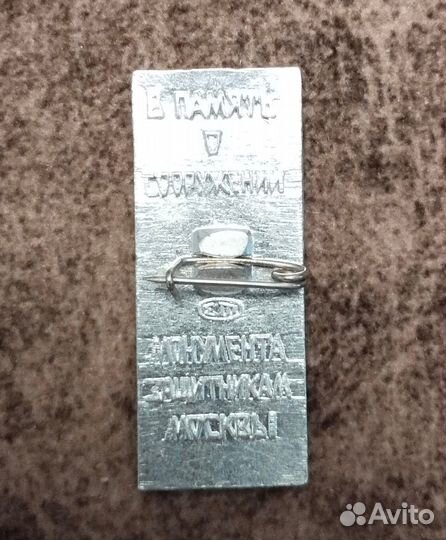 В ПАМЯТЬ
О
СООРУЖЕНИИ
МОНУМЕНТА
ЗАЩИТНИКАМ
МОСКВЫ
Avito